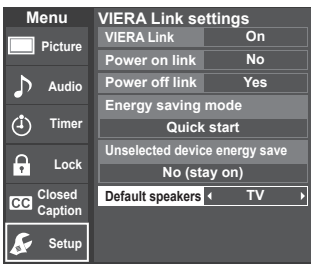 Menu
Picture
Audio
Timer
Lock
CC Closed
Caption
Setup
VIERA Link settings
VIERA Link On
Power on link No
Power off link Yes
Energy saving mode
Quick start
Unselected device energy save
No (stay on)
Default speakers TV